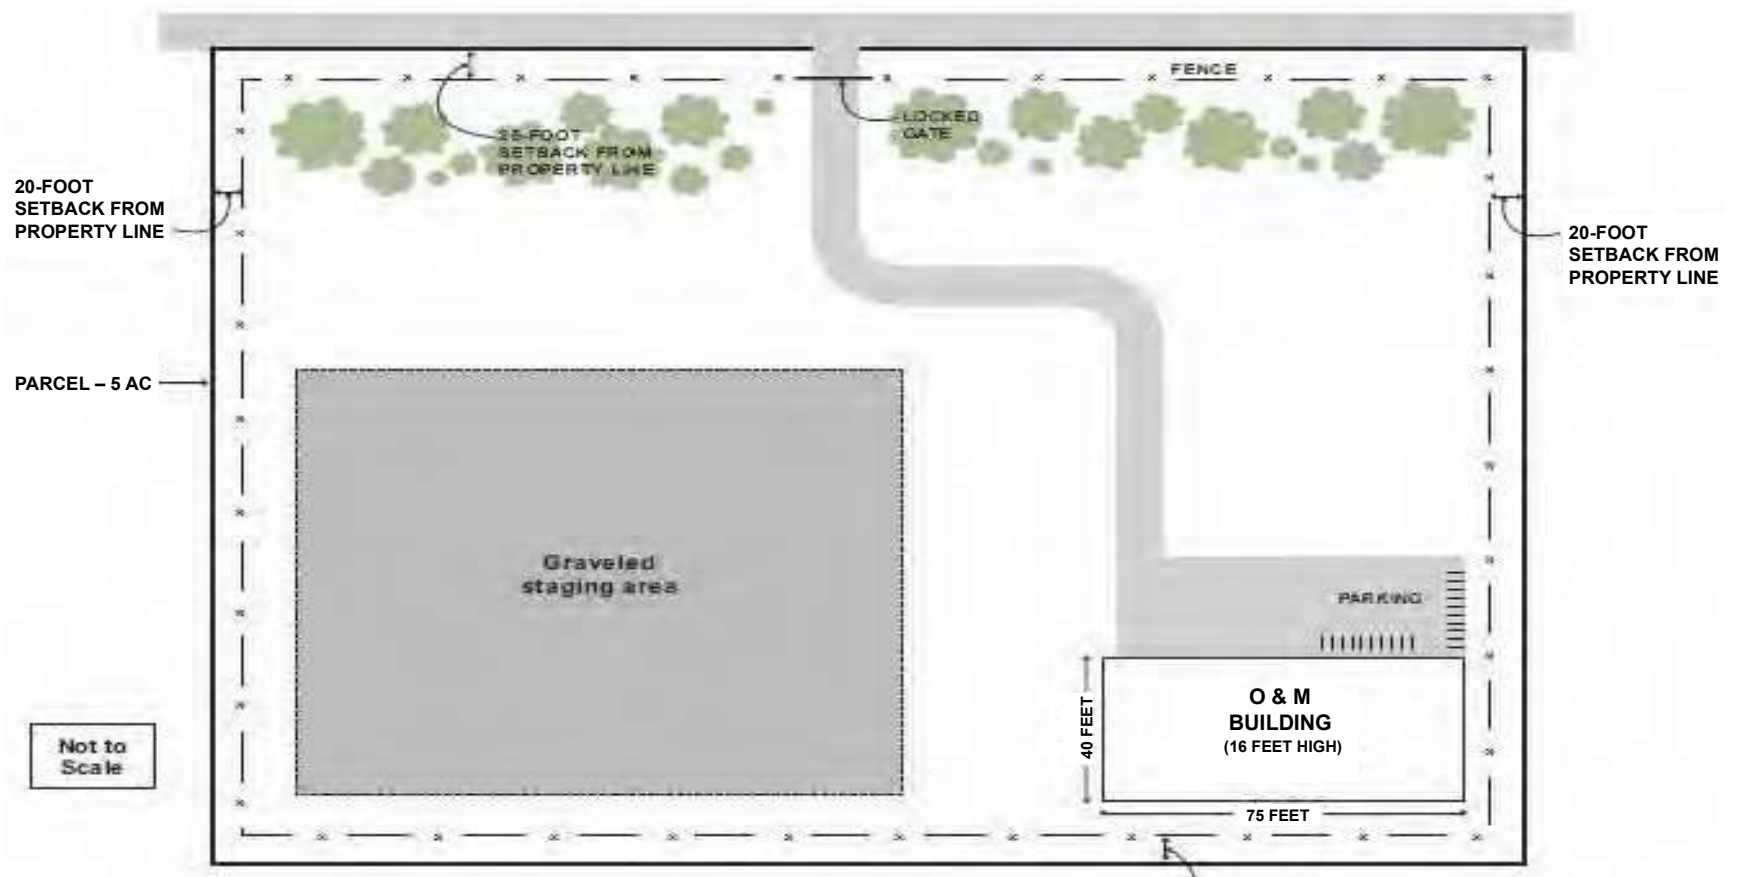 FENCE
LOCKED
GATE
25-FOOT
SETBACK FROM
PROPERTY LINE
20-FOOT
SETBACK FROM
PROPERTY LINE
20-FOOT
SETBACK FROM
PROPERTY LINE
PARCEL – 5 AC
Graveled
staging area
PARKING
O & M
BUILDING
(16 FEET HIGH)
40 FEET
75 FEET
Not to
Scale